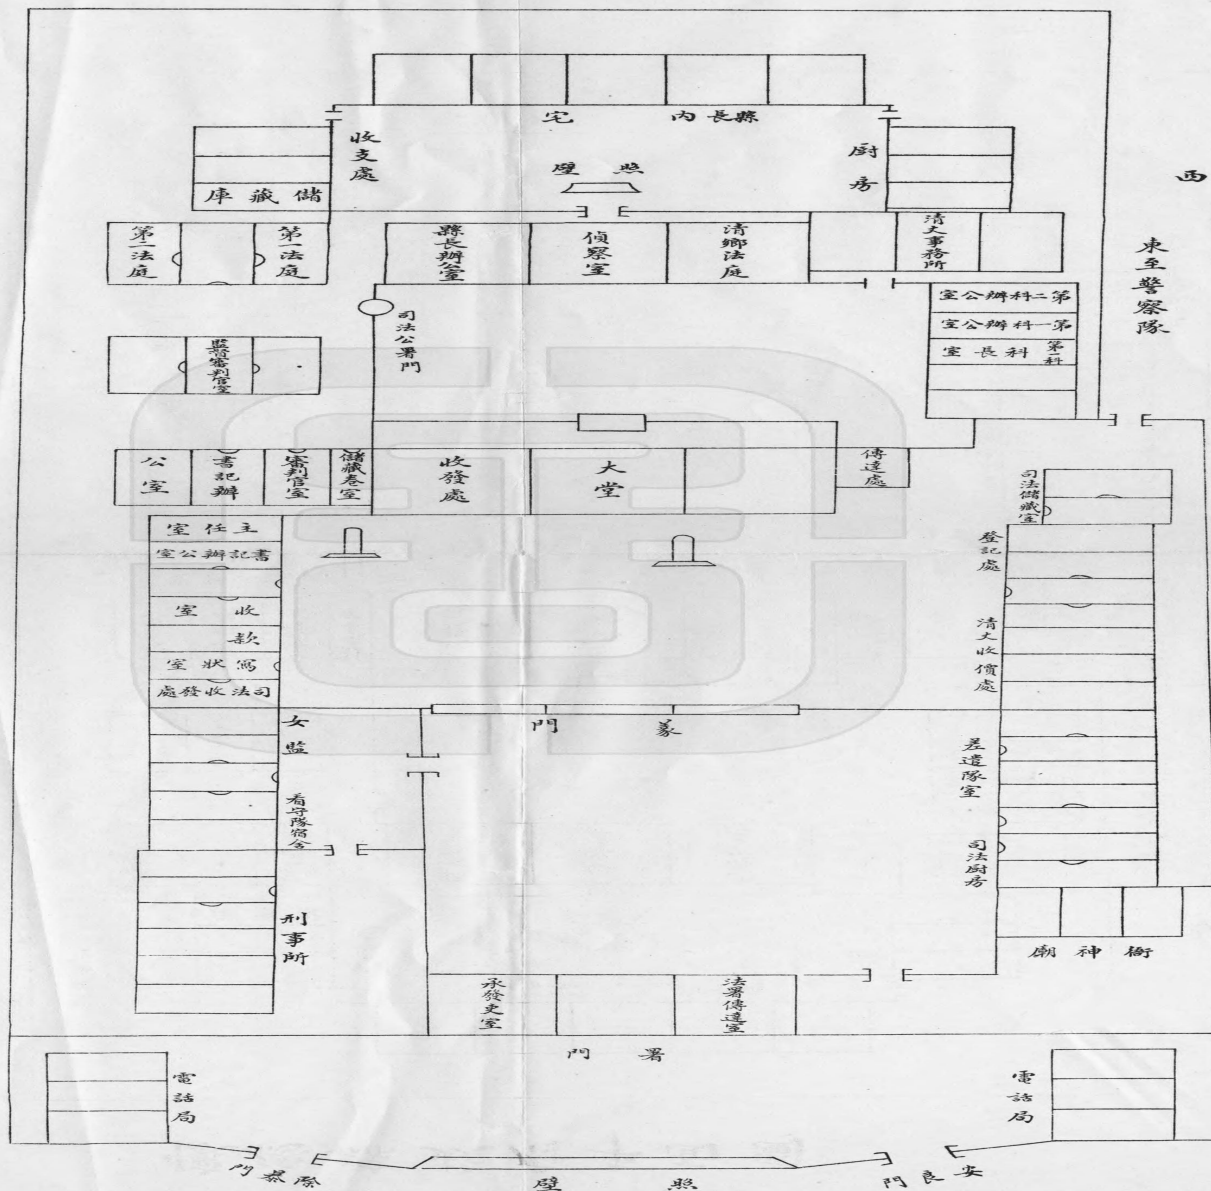 縣長內宅
照壁
收支處
厨房
儲藏庫
西
東至警察隊
第二法庭
第一法庭
縣長辦公室
偵察室
清鄉法庭
清丈事務所
第二科辦公室
第一科辦公室
第一科科長室
司法公署門
監督審判官室
書記辦公室
審判官室
儲藏卷室
收發處
大堂
傳達處
司法儲藏室
主任室
書記辦公室
收款室
寫狀室
司法收發處
登記處
清丈收價處
女監
看守隊宿舍
儀門
差遣隊室
司法厨房
刑事所
衙神廟
承發吏室
法署傳達室
署門
電話局
電話局
除暴門
照壁
安良門